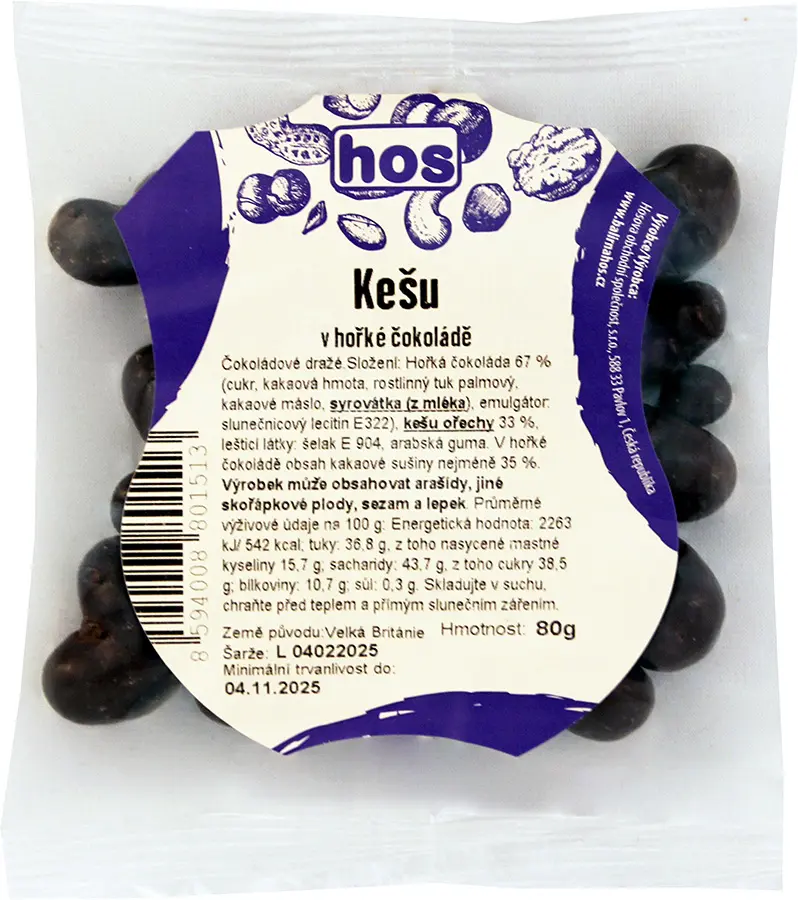 hos
Kešu
v hořké čokoládě
Čokoládové dražé.Složení: Hořká čokoláda 67 %
(cukr, kakaová hmota, rostlinný tuk palmový,
kakaové máslo, syrovátka (z mléka), emulgátor:
slunečnicový lecitin E322), kešu ořechy 33 %,
leštící látky: šelak E 904, arabská guma. V hořké
čokoládě obsah kakaové sušiny nejméně 35 %.
Výrobek může obsahovat arašídy, jiné
skořápkové plody, sezam a lepek. Průměrné
výživové údaje na 100 g: Energetická hodnota: 2263
kJ/ 542 kcal; tuky: 36,8 g, z toho nasycené mastné
kyseliny 15,7 g; sacharidy: 43,7 g, z toho cukry 38,5
g; bílkoviny: 10,7 g; sůl: 0,3 g. Skladujte v suchu,
chraňte před teplem a přímým slunečním zářením.
Země původu:Velká Británie Hmotnost: 80g
Šarže: L 04022025
Minimální trvanlivost do:
04.11.2025
8 594008 801513
Výrobce/Výrobca:
Hosova obchodní společnost, s.r.o., 588 33 Pavlov 1, Česká republika
www.balirnahos.cz